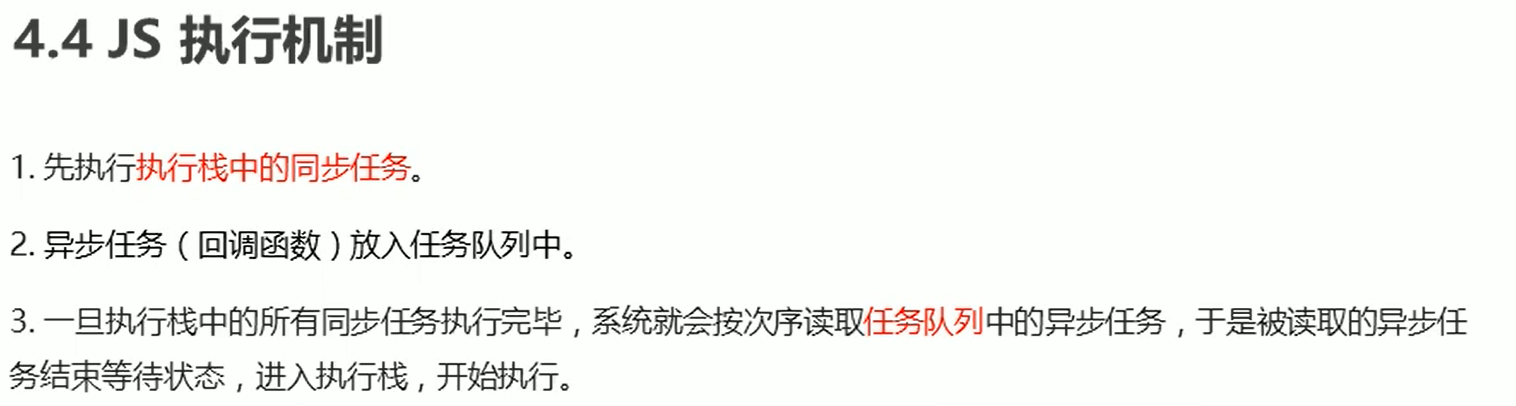 4.4 JS 执行机制
1. 先执行执行栈中的同步任务。
2. 异步任务（回调函数）放入任务队列中。
3. 一旦执行栈中的所有同步任务执行完毕，系统就会按次序读取任务队列中的异步任务，于是被读取的异步任
务结束等待状态，进入执行栈，开始执行。